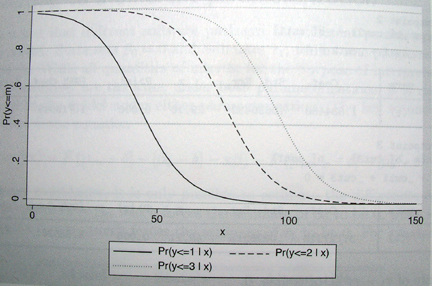 1
.8
.6
.4
.2
0
Pr(y<=m)
0 50 100 150
x
Pr(y<=1 | x) Pr(y<=2 | x)
Pr(y<=3 | x)